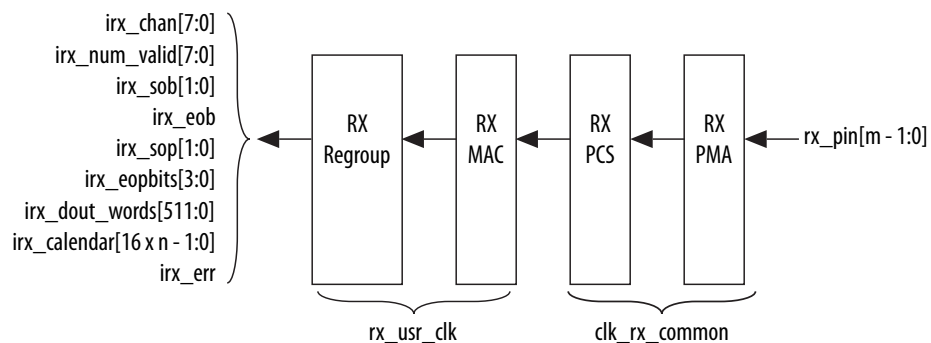 irx_chan[7:0]
irx_num_valid[7:0]
irx_sob[1:0]
irx_eob
irx_sop[1:0]
irx_eopbits[3:0]
irx_dout_words[511:0]
irx_calendar[16 x n - 1:0]
irx_err
RX
Regroup
RX
MAC
RX
PCS
RX
PMA
rx_pin[m - 1:0]
rx_usr_clk
clk_rx_common